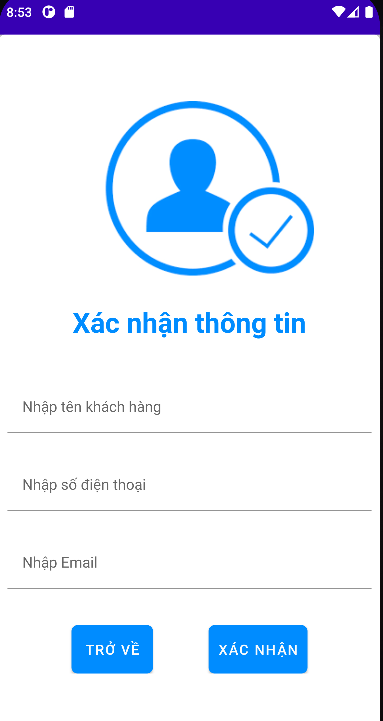 8:53
Xác nhận thông tin
Nhập tên khách hàng
Nhập số điện thoại
Nhập Email
TRỞ VỀ
XÁC NHẬN